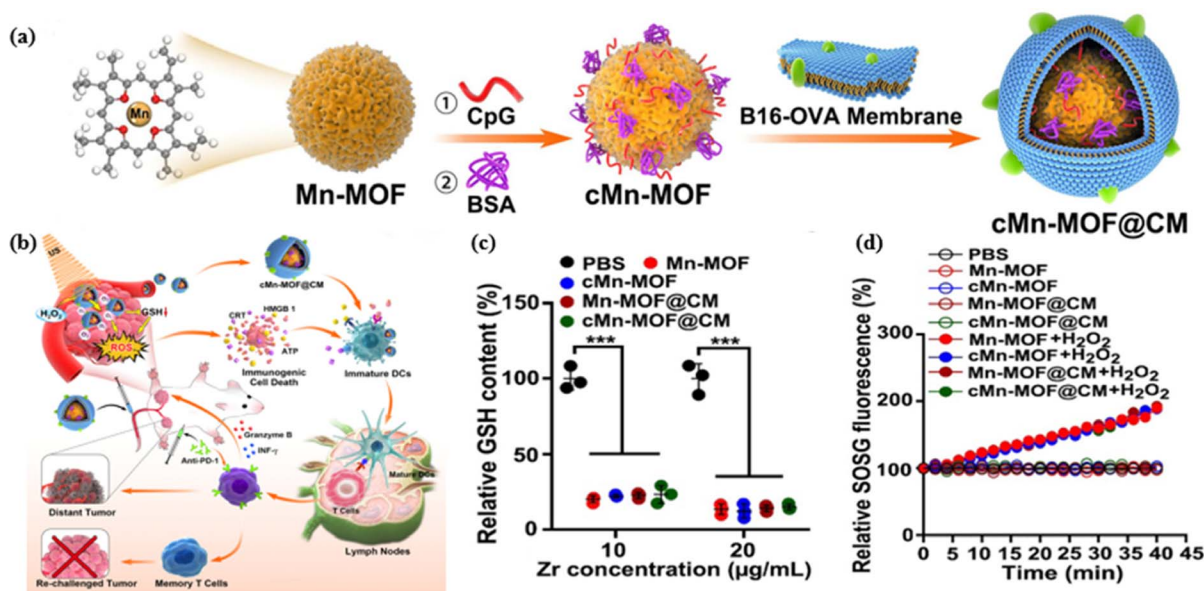 (a)
Mn
Mn-MOF
① CpG
② BSA
cMn-MOF
B16-OVA Membrane
cMn-MOF@CM
(b)
US
H₂O₂
GSH
ROS
cMn-MOF@CM
CRT
HMGB 1
ATP
Immunogenic
Cell Death
Immature DCs
Granzyme B
INF-γ
Anti-PD-1
Mature DCs
T Cells
Lymph Nodes
Distant Tumor
Re-challenged Tumor
Memory T Cells
(c)
PBS Mn-MOF
cMn-MOF
Mn-MOF@CM
cMn-MOF@CM
Relative GSH content (%)
150
100
50
0
*** ***
10 20
Zr concentration (µg/mL)
(d)
PBS
Mn-MOF
cMn-MOF
Mn-MOF@CM
cMn-MOF@CM
Mn-MOF+H₂O₂
cMn-MOF+H₂O₂
Mn-MOF@CM+H₂O₂
cMn-MOF@CM+H₂O₂
Relative SOSG fluorescence (%)
100
200
100
50
0
0 5 10 15 20 25 30 35 40 45
Time (min)